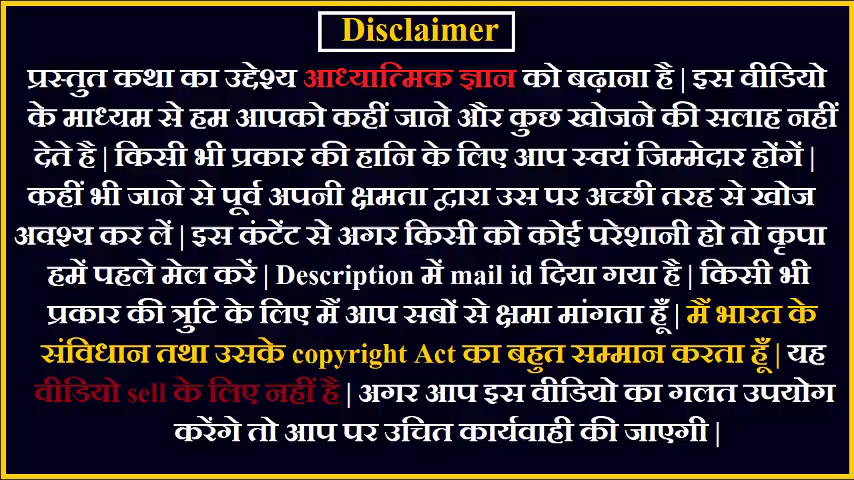 Disclaimer
प्रस्तुत कथा का उद्देश्य आध्यात्मिक ज्ञान को बढ़ाना है | इस वीडियो
के माध्यम से हम आपको कहीं जाने और कुछ खोजने की सलाह नहीं
देते है | किसी भी प्रकार की हानि के लिए आप स्वयं जिम्मेदार होंगें |
कहीं भी जाने से पूर्व अपनी क्षमता द्वारा उस पर अच्छी तरह से खोज
अवश्य कर लें | इस कंटेंट से अगर किसी को कोई परेशानी हो तो कृपा
हमें पहले मेल करें | Description में mail id दिया गया है | किसी भी
प्रकार की त्रुटि के लिए मैं आप सबों से क्षमा मांगता हूँ | मैं भारत के
संविधान तथा उसके copyright Act का बहुत सम्मान करता हूँ | यह
वीडियो sell के लिए नहीं है | अगर आप इस वीडियो का गलत उपयोग
करेंगे तो आप पर उचित कार्यवाही की जाएगी |